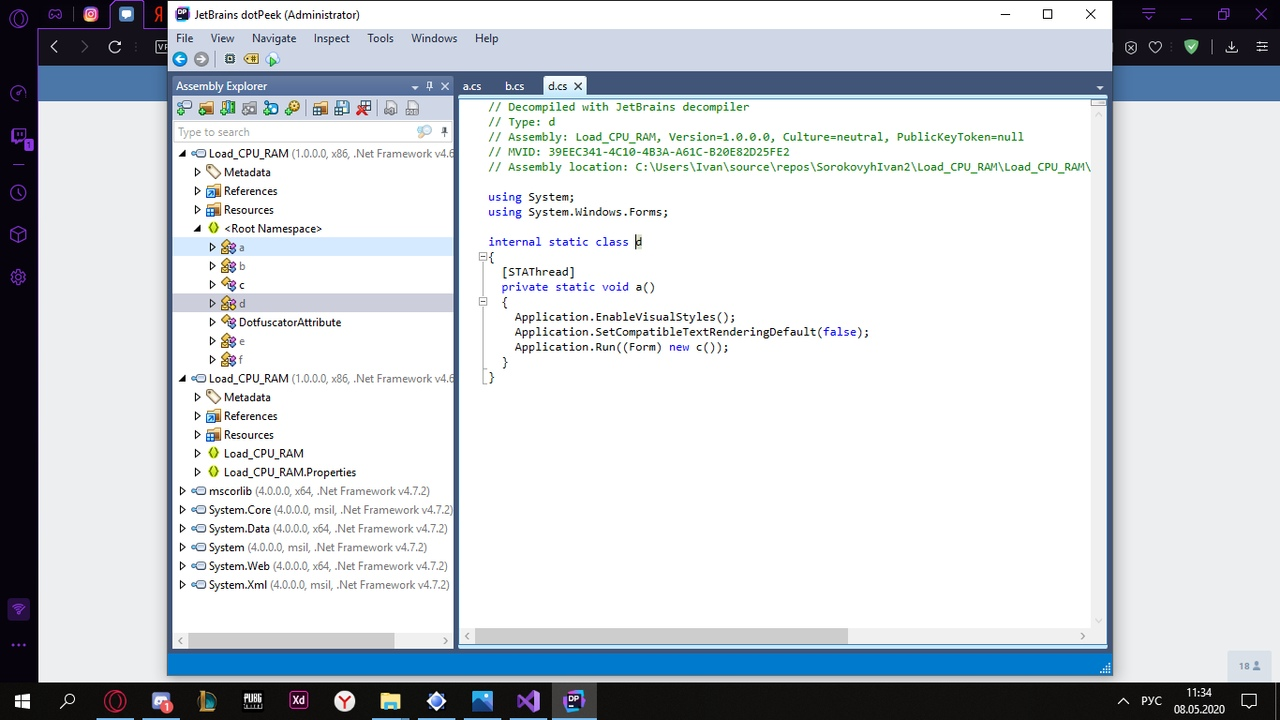 JetBrains dotPeek (Administrator)
File View Navigate Inspect Tools Windows Help
Assembly Explorer
a.cs b.cs d.cs
Type to search
Load_CPU_RAM (1.0.0.0, x86, .Net Framework v4.6
Metadata
References
Resources
<Root Namespace>
a
b
c
d
DotfuscatorAttribute
e
f
Load_CPU_RAM (1.0.0.0, x86, .Net Framework v4.6
Metadata
References
Resources
Load_CPU_RAM
Load_CPU_RAM.Properties
mscorlib (4.0.0.0, x64, .Net Framework v4.7.2)
System.Core (4.0.0.0, msil, .Net Framework v4.7.2)
System.Data (4.0.0.0, x64, .Net Framework v4.7.2)
System (4.0.0.0, msil, .Net Framework v4.7.2)
System.Web (4.0.0.0, x64, .Net Framework v4.7.2)
System.Xml (4.0.0.0, msil, .Net Framework v4.7.2)
// Decompiled with JetBrains decompiler
// Type: d
// Assembly: Load_CPU_RAM, Version=1.0.0.0, Culture=neutral, PublicKeyToken=null
// MVID: 39EEC341-4C10-4B3A-A61C-B20E82D25FE2
// Assembly location: C:\Users\Ivan\source\repos\SorokovyhIvan2\Load_CPU_RAM\Load_CPU_RAM\
using System;
using System.Windows.Forms;
internal static class d
{
[STAThread]
private static void a()
{
Application.EnableVisualStyles();
Application.SetCompatibleTextRenderingDefault(false);
Application.Run((Form) new c());
}
}
18
1
1
PUBG
Xd
Y
DP
РУС
11:34
08.05.2020